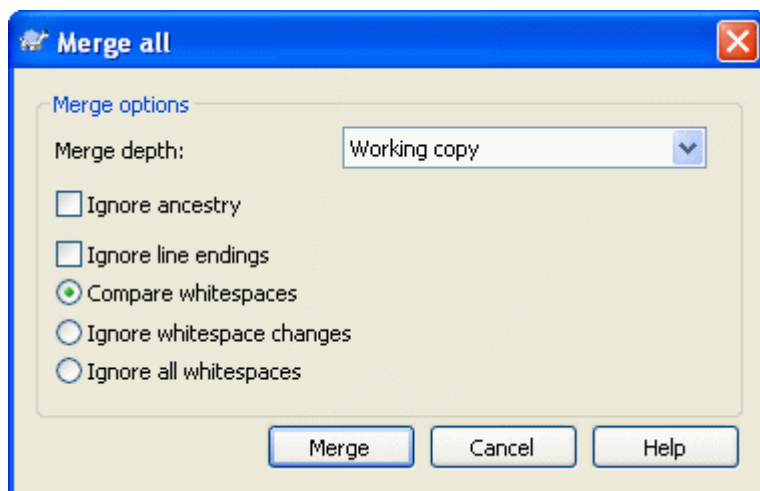 Merge all
Merge options
Merge depth: Working copy
Ignore ancestry
Ignore line endings
Compare whitespaces
Ignore whitespace changes
Ignore all whitespaces
Merge Cancel Help